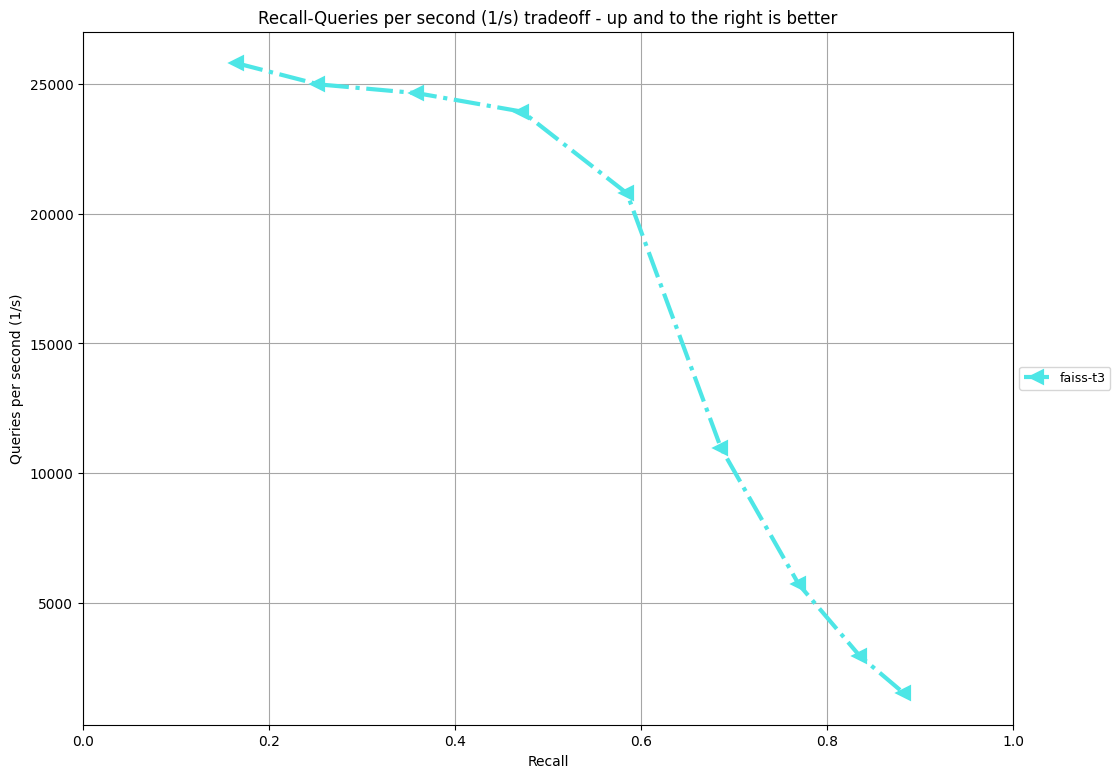 Recall-Queries per second (1/s) tradeoff - up and to the right is better
25000
20000
15000
10000
5000
Queries per second (1/s)
0.0 0.2 0.4 0.6 0.8 1.0
Recall
faiss-t3